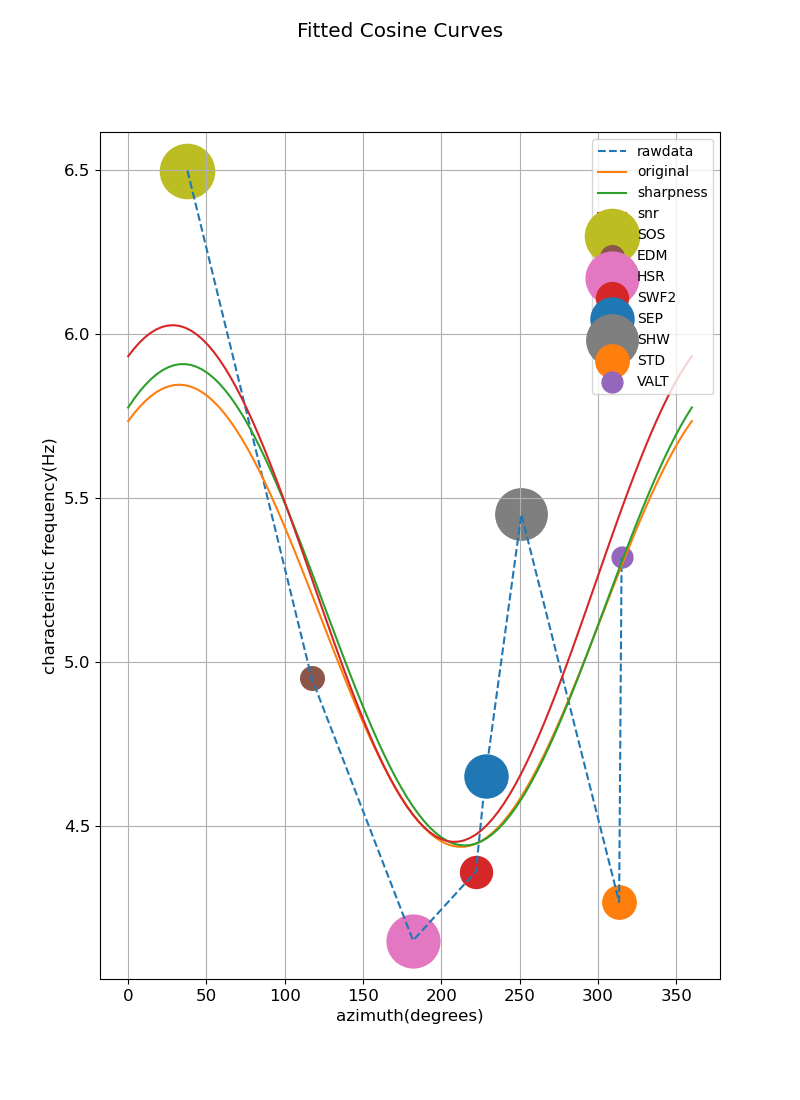 Fitted Cosine Curves
rawdata
original
sharpness
snr
SOS
EDM
HSR
SWF2
SEP
SHW
STD
VALT
characteristic frequency(Hz)
6.5
6.0
5.5
5.0
4.5
0 50 100 150 200 250 300 350
azimuth(degrees)